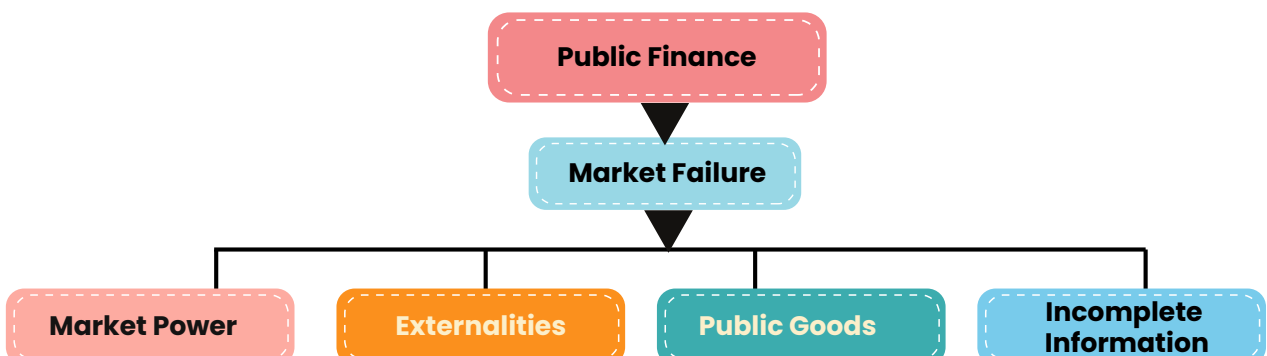 Public Finance
Market Failure
Market Power
Externalities
Public Goods
Incomplete
Information